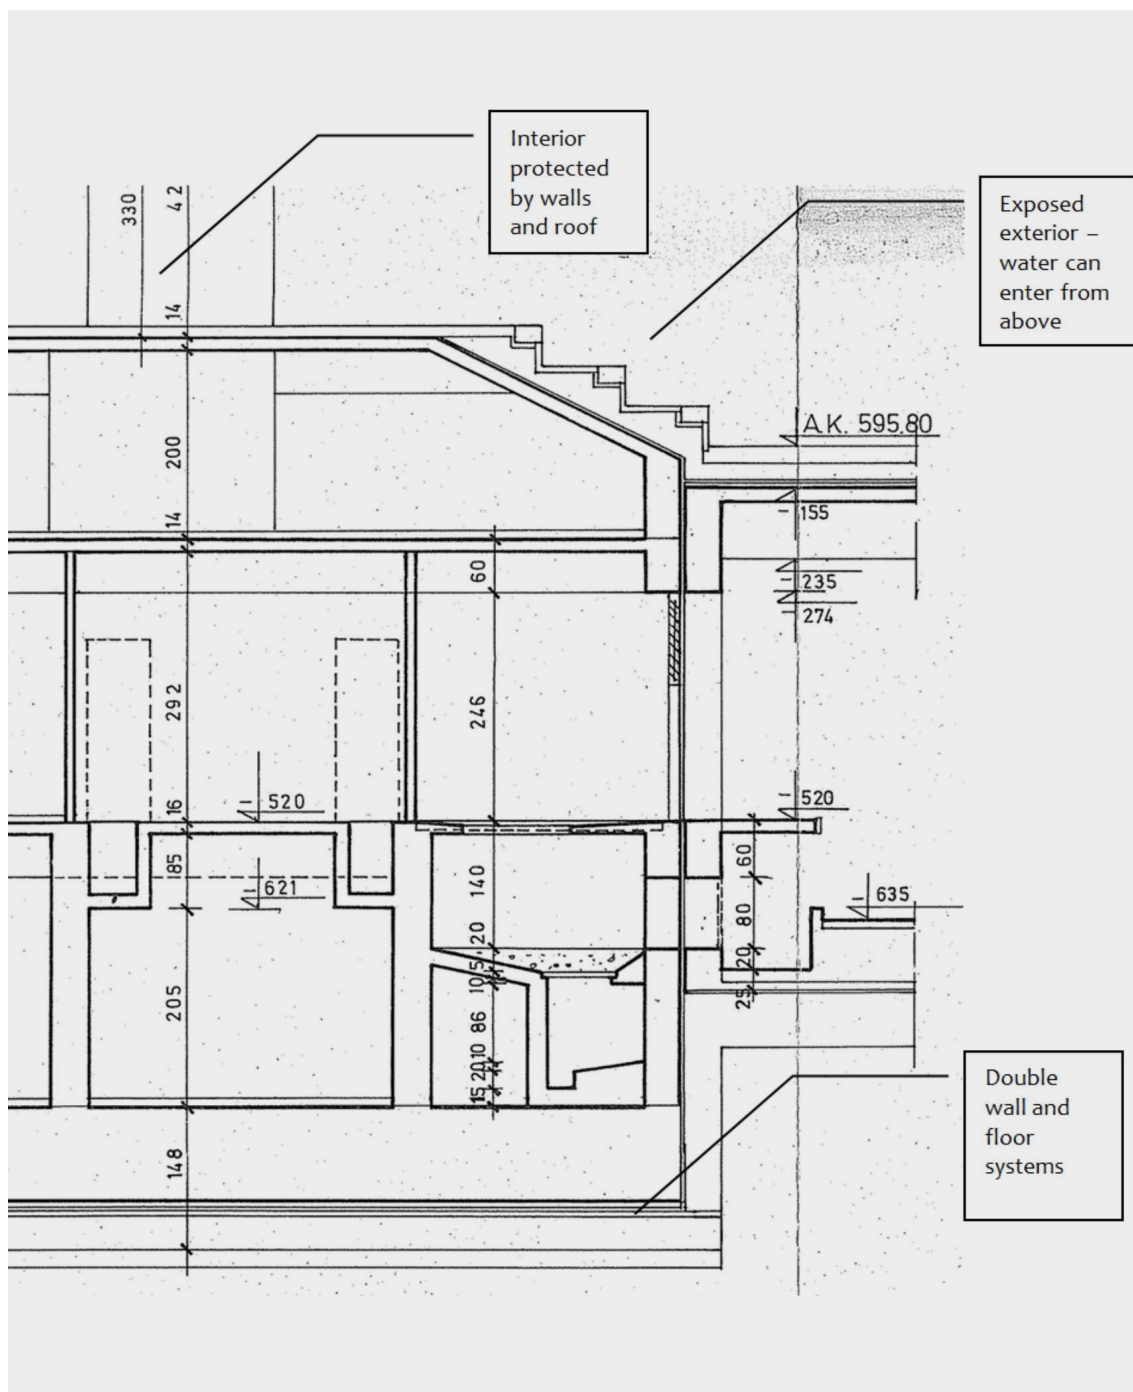 Interior
protected
by walls
and roof
Exposed
exterior –
water can
enter from
above
330
42
14
A.K. 595.80
200
155
14
60
235
274
292
246
16
520
520
85
140
60
621
635
80
20
20
5
10
25
205
86
10
20
15
Double
wall and
floor
systems
148